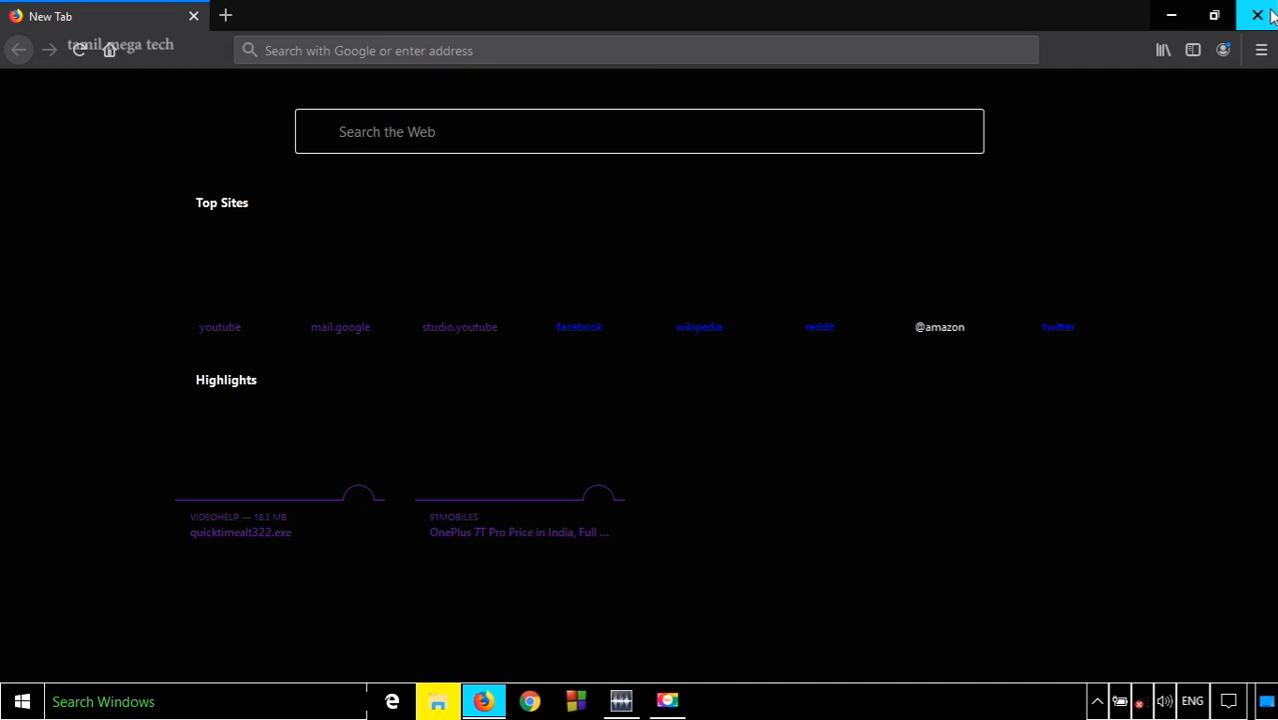 New Tab
tamil mega tech
Search with Google or enter address
Search the Web
Top Sites
youtube
mail.google
studio.youtube
facebook
wikipedia
reddit
@amazon
twitter
Highlights
VIDEOHELP — 18.3 MB
quicktimealt322.exe
91MOBILES
OnePlus 7T Pro Price in India, Full ...
Search Windows
ENG